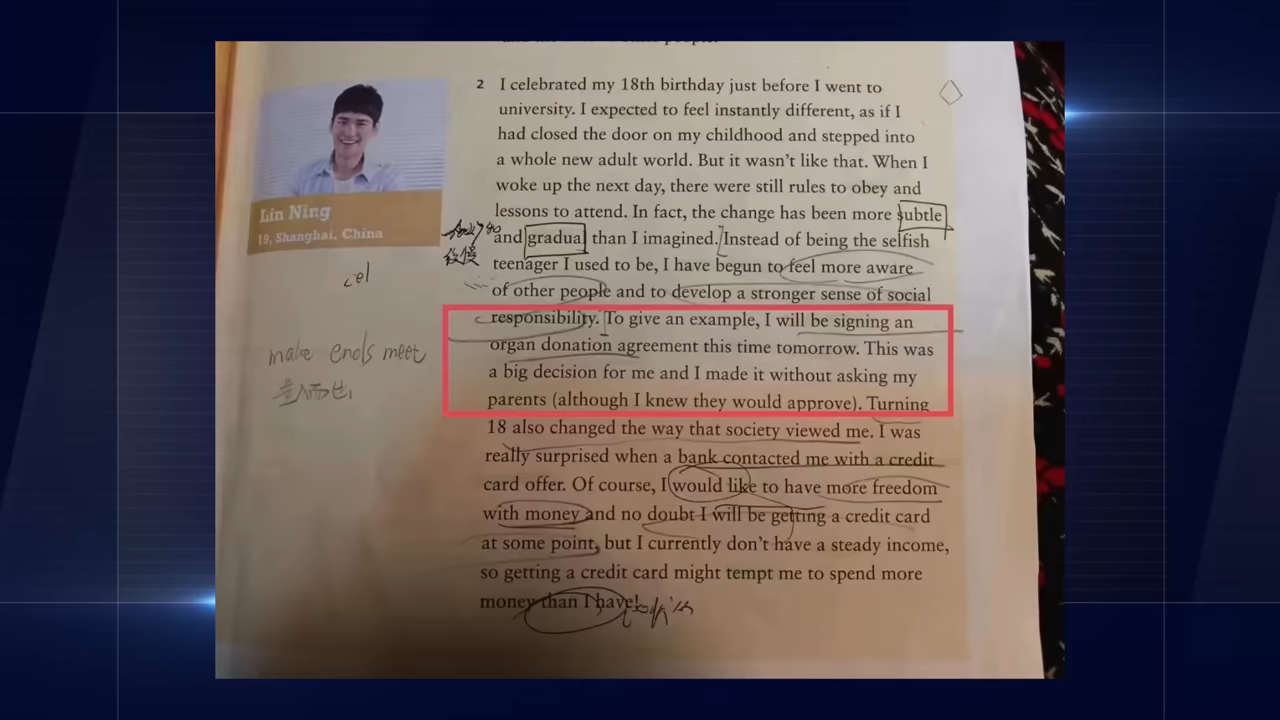 2 I celebrated my 18th birthday just before I went to
university. I expected to feel instantly different, as if I
had closed the door on my childhood and stepped into
a whole new adult world. But it wasn't like that. When I
woke up the next day, there were still rules to obey and
lessons to attend. In fact, the change has been more subtle
and gradual than I imagined. Instead of being the selfish
teenager I used to be, I have begun to feel more aware
of other people and to develop a stronger sense of social
responsibility. To give an example, I will be signing an
organ donation agreement this time tomorrow. This was
a big decision for me and I made it without asking my
parents (although I knew they would approve). Turning
18 also changed the way that society viewed me. I was
really surprised when a bank contacted me with a credit
card offer. Of course, I would like to have more freedom
with money and no doubt I will be getting a credit card
at some point, but I currently don't have a steady income,
so getting a credit card might tempt me to spend more
money than I have!
Lin Ning
19, Shanghai, China
cel
make ends meet